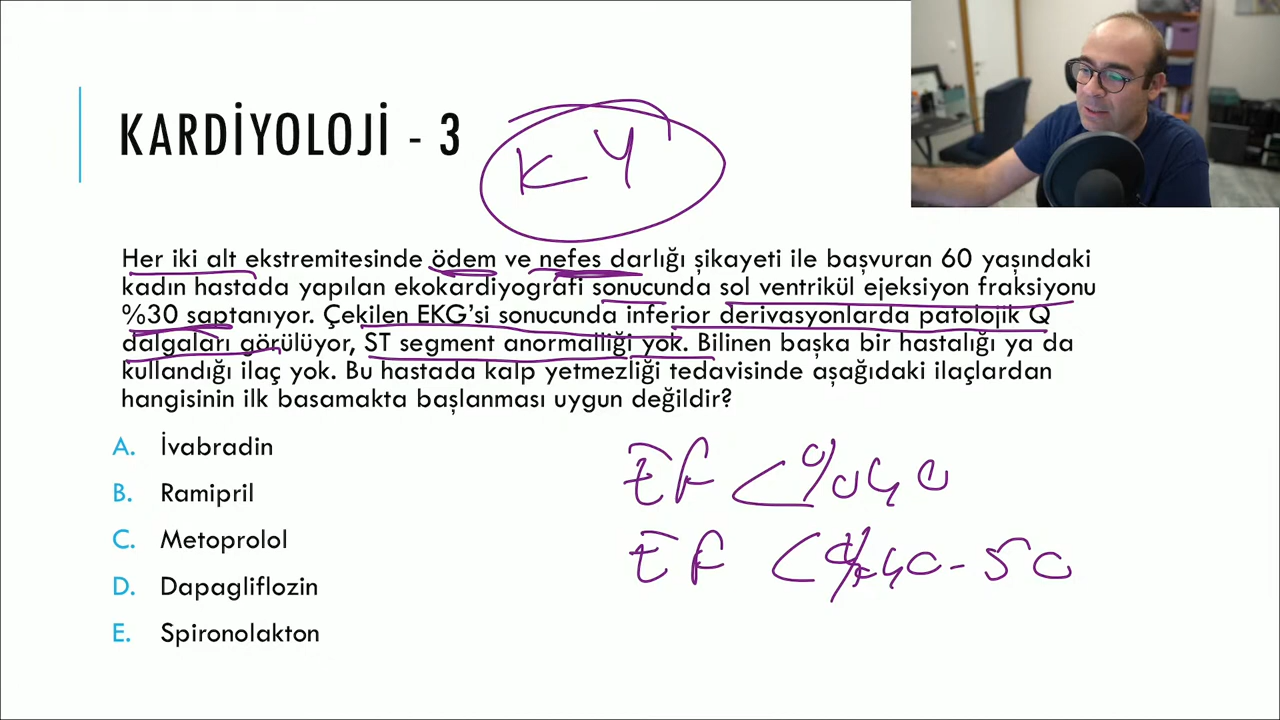 KARDİYOLOJİ - 3
KY
Her iki alt ekstremitesinde ödem ve nefes darlığı şikayeti ile başvuran 60 yaşındaki
kadın hastada yapılan ekokardiyografi sonucunda sol ventrikül ejeksiyon fraksiyonu
%30 saptanıyor. Çekilen EKG’si sonucunda inferior derivasyonlarda patolojik Q
dalgaları görülüyor, ST segment anormalliği yok. Bilinen başka bir hastalığı ya da
kullandığı ilaç yok. Bu hastada kalp yetmezliği tedavisinde aşağıdaki ilaçlardan
hangisinin ilk basamakta başlanması uygun değildir?
A. İvabradin
B. Ramipril
C. Metoprolol
D. Dapagliflozin
E. Spironolakton
EF < %40
EF < %40-50